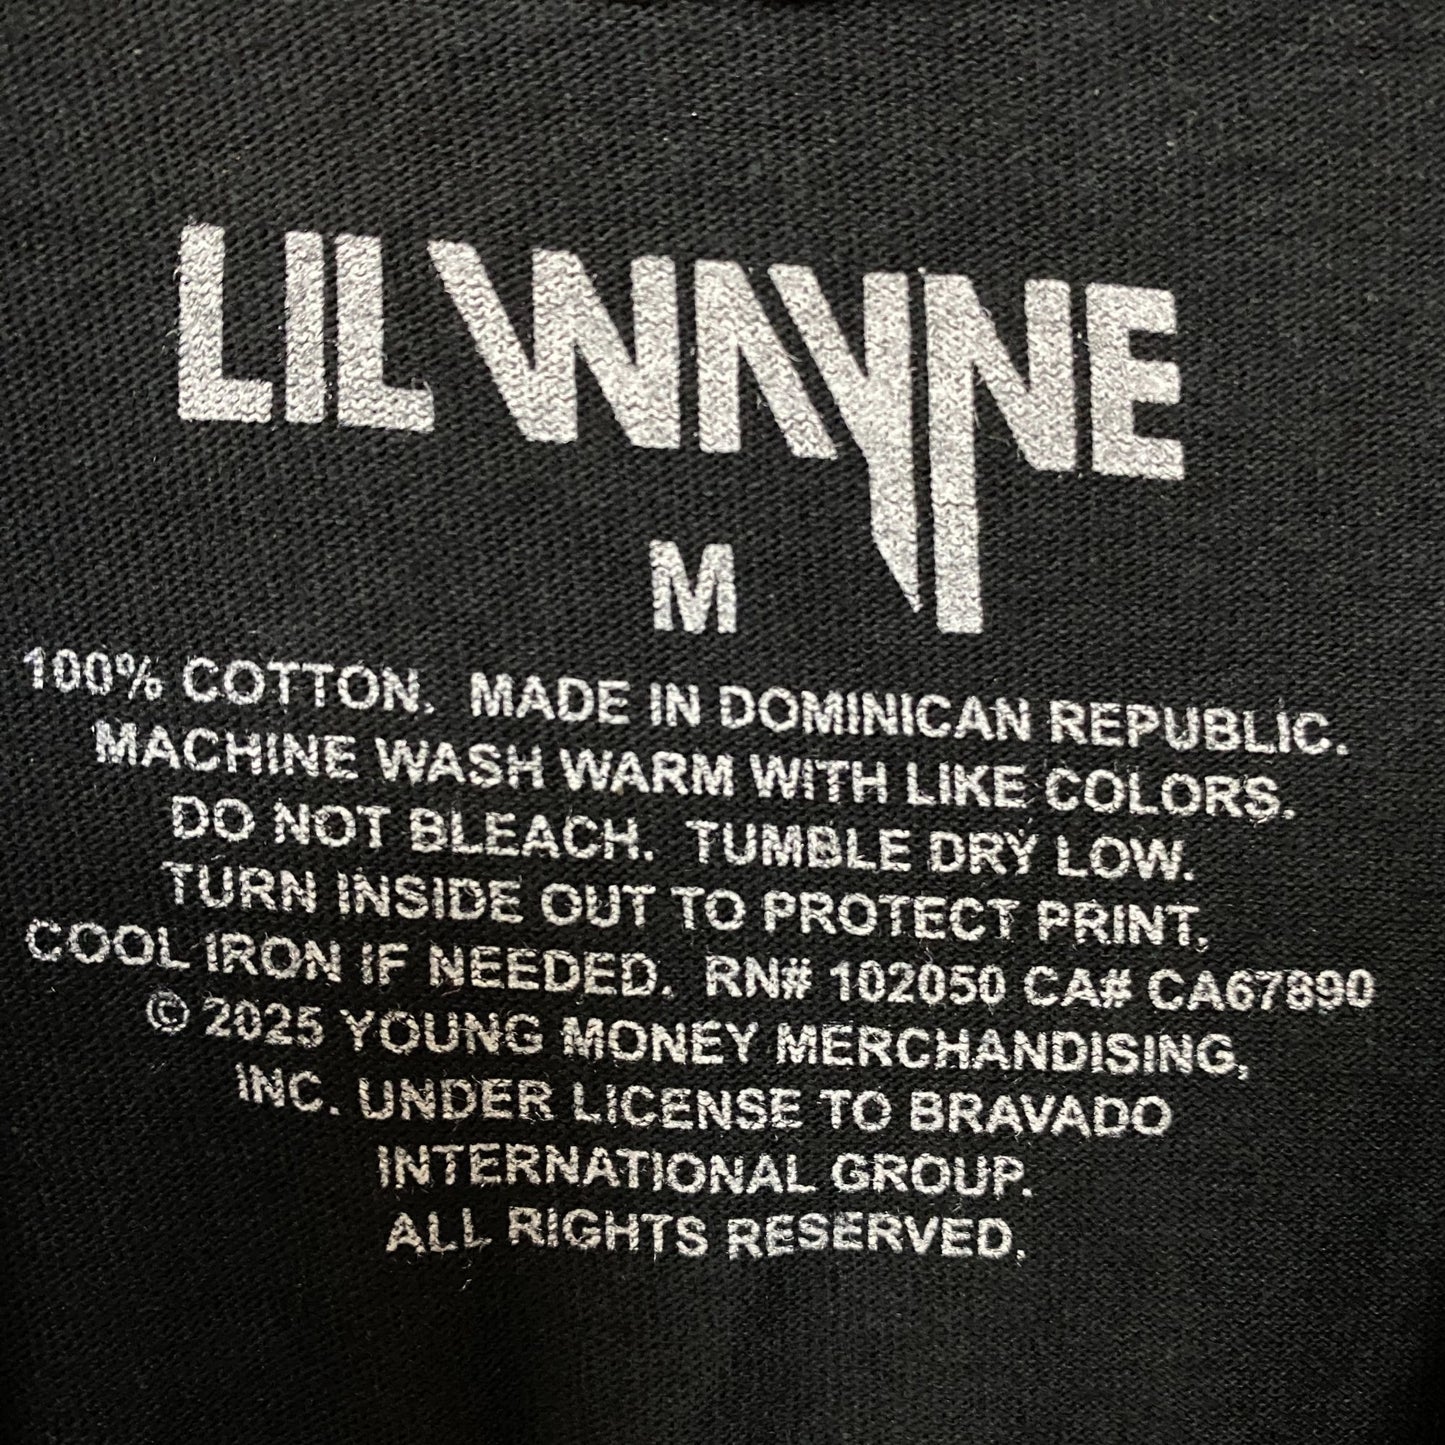 LIL WAYNE
M
100% COTTON. MADE IN DOMINICAN REPUBLIC.
MACHINE WASH WARM WITH LIKE COLORS.
DO NOT BLEACH. TUMBLE DRY LOW.
TURN INSIDE OUT TO PROTECT PRINT.
COOL IRON IF NEEDED. RN# 102050 CA# CA67890
© 2025 YOUNG MONEY MERCHANDISING,
INC. UNDER LICENSE TO BRAVADO
INTERNATIONAL GROUP.
ALL RIGHTS RESERVED.